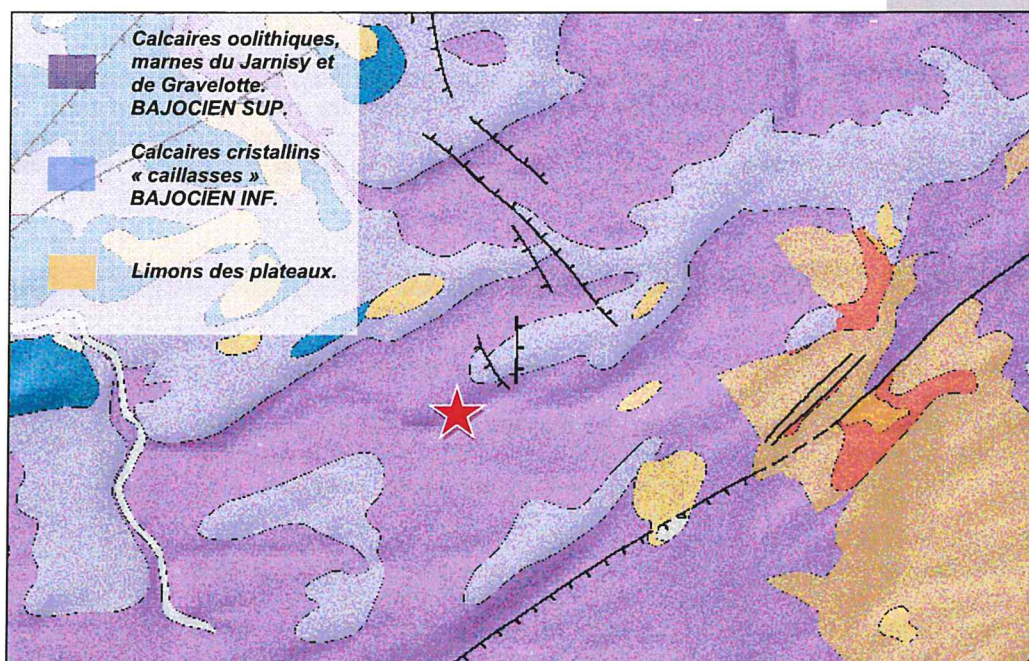 Calcaires oolithiques,
marnes du Jarnisy et
de Gravelotte.
BAJOCIEN SUP.
Calcaires cristallins
« caillasses »
BAJOCIEN INF.
Limons des plateaux.